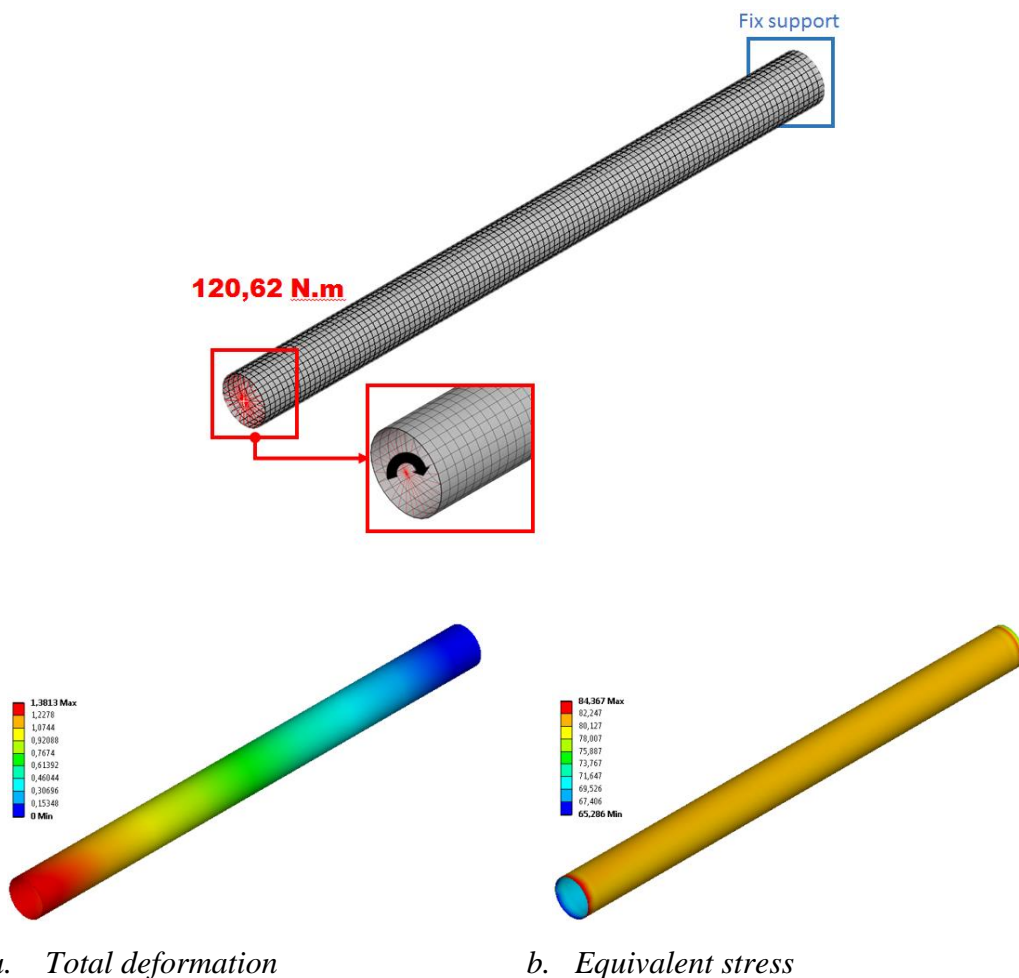 Fix support
120,62 N.m
1,3813 Max
1,2278
1,0744
0,92088
0,7674
0,61392
0,46044
0,30696
0,15348
0 Min
84,367 Max
82,247
80,127
78,007
75,887
73,767
71,647
69,526
67,406
65,286 Min
a. Total deformation
b. Equivalent stress